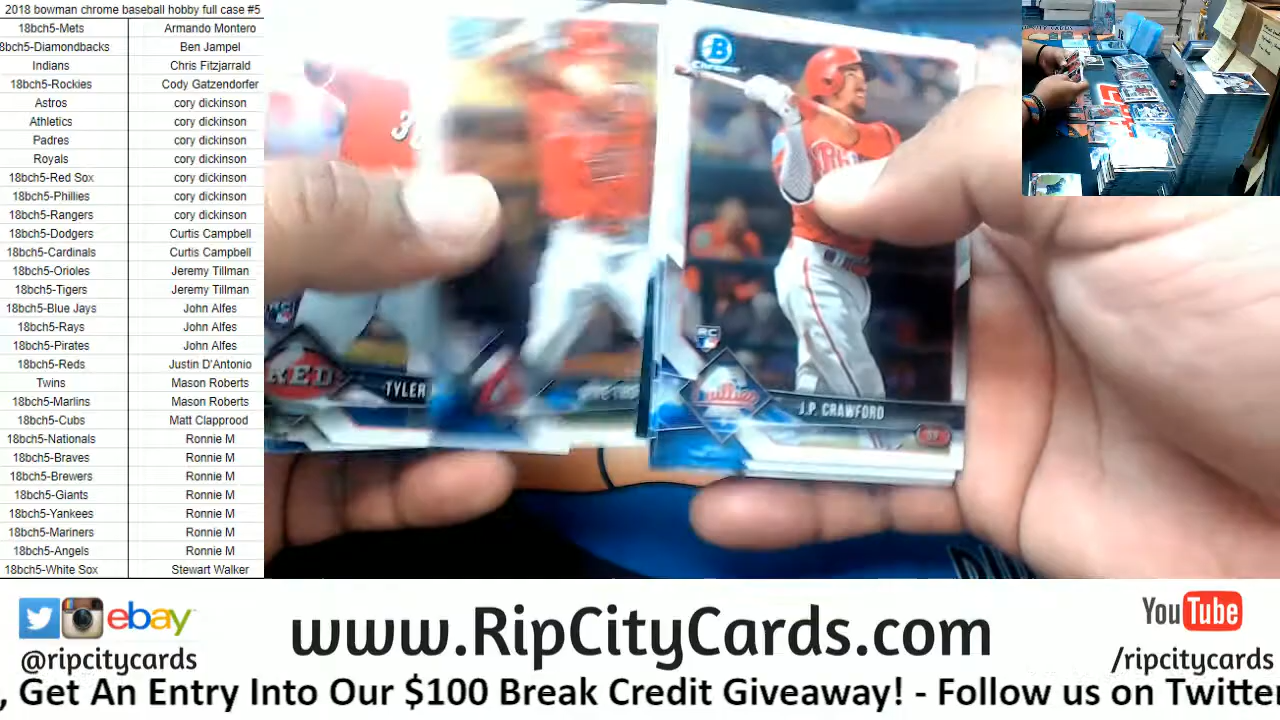 2018 bowman chrome baseball hobby full case #5
18bch5-Mets Armando Montero
8bch5-Diamondbacks Ben Jampel
Indians Chris Fitzjarrald
18bch5-Rockies Cody Gatzendorfer
Astros cory dickinson
Athletics cory dickinson
Padres cory dickinson
Royals cory dickinson
18bch5-Red Sox cory dickinson
18bch5-Phillies cory dickinson
18bch5-Rangers cory dickinson
18bch5-Dodgers Curtis Campbell
18bch5-Cardinals Curtis Campbell
18bch5-Orioles Jeremy Tillman
18bch5-Tigers Jeremy Tillman
18bch5-Blue Jays John Alfes
18bch5-Rays John Alfes
18bch5-Pirates John Alfes
18bch5-Reds Justin D'Antonio
Twins Mason Roberts
18bch5-Marlins Mason Roberts
18bch5-Cubs Matt Clapprood
18bch5-Nationals Ronnie M
18bch5-Braves Ronnie M
18bch5-Brewers Ronnie M
18bch5-Giants Ronnie M
18bch5-Yankees Ronnie M
18bch5-Mariners Ronnie M
18bch5-Angels Ronnie M
18bch5-White Sox Stewart Walker
B
Chrome
RC
Phillies
J.P. CRAWFORD
REDS
TYLER
ebay
@ripcitycards
www.RipCityCards.com
YouTube
/ripcitycards
, Get An Entry Into Our $100 Break Credit Giveaway! - Follow us on Twitter